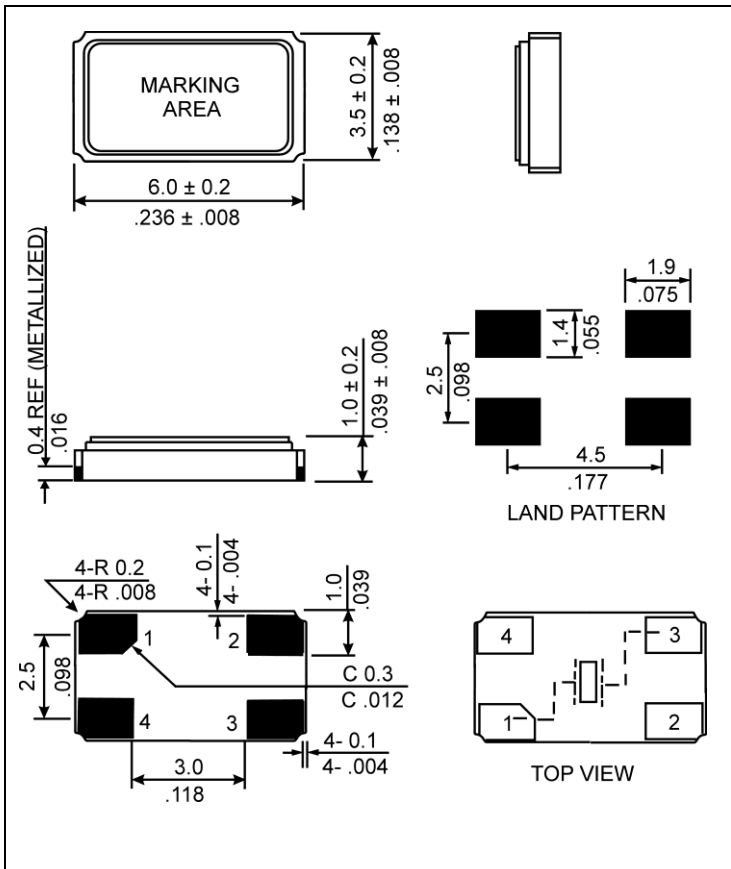 MARKING
AREA
3.5 ± 0.2
.138 ± .008
6.0 ± 0.2
.236 ± .008
0.4 REF (METALLIZED)
.016
1.0 ± 0.2
.039 ± .008
1.9
.075
1.4
.055
2.5
.098
4.5
.177
LAND PATTERN
4-R 0.2
4-R .008
4- 0.1
4- .004
1.0
.039
1
2
2.5
.098
C 0.3
C .012
4
3
4- 0.1
4- .004
3.0
.118
4
3
1
2
TOP VIEW